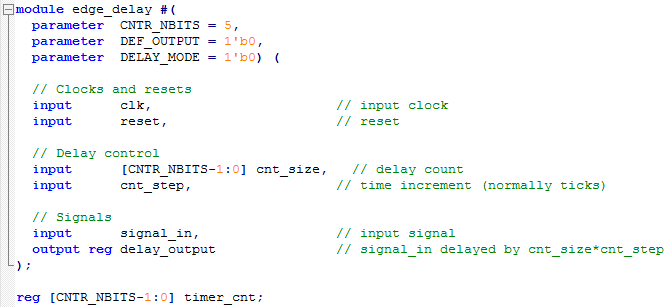 module edge_delay #(
parameter CNTR_NBITS = 5,
parameter DEF_OUTPUT = 1'b0,
parameter DELAY_MODE = 1'b0) (
// Clocks and resets
input clk, // input clock
input reset, // reset
// Delay control
input [CNTR_NBITS-1:0] cnt_size, // delay count
input cnt_step, // time increment (normally ticks)
// Signals
input signal_in, // input signal
output reg delay_output // signal_in delayed by cnt_size*cnt_step
);
reg [CNTR_NBITS-1:0] timer_cnt;